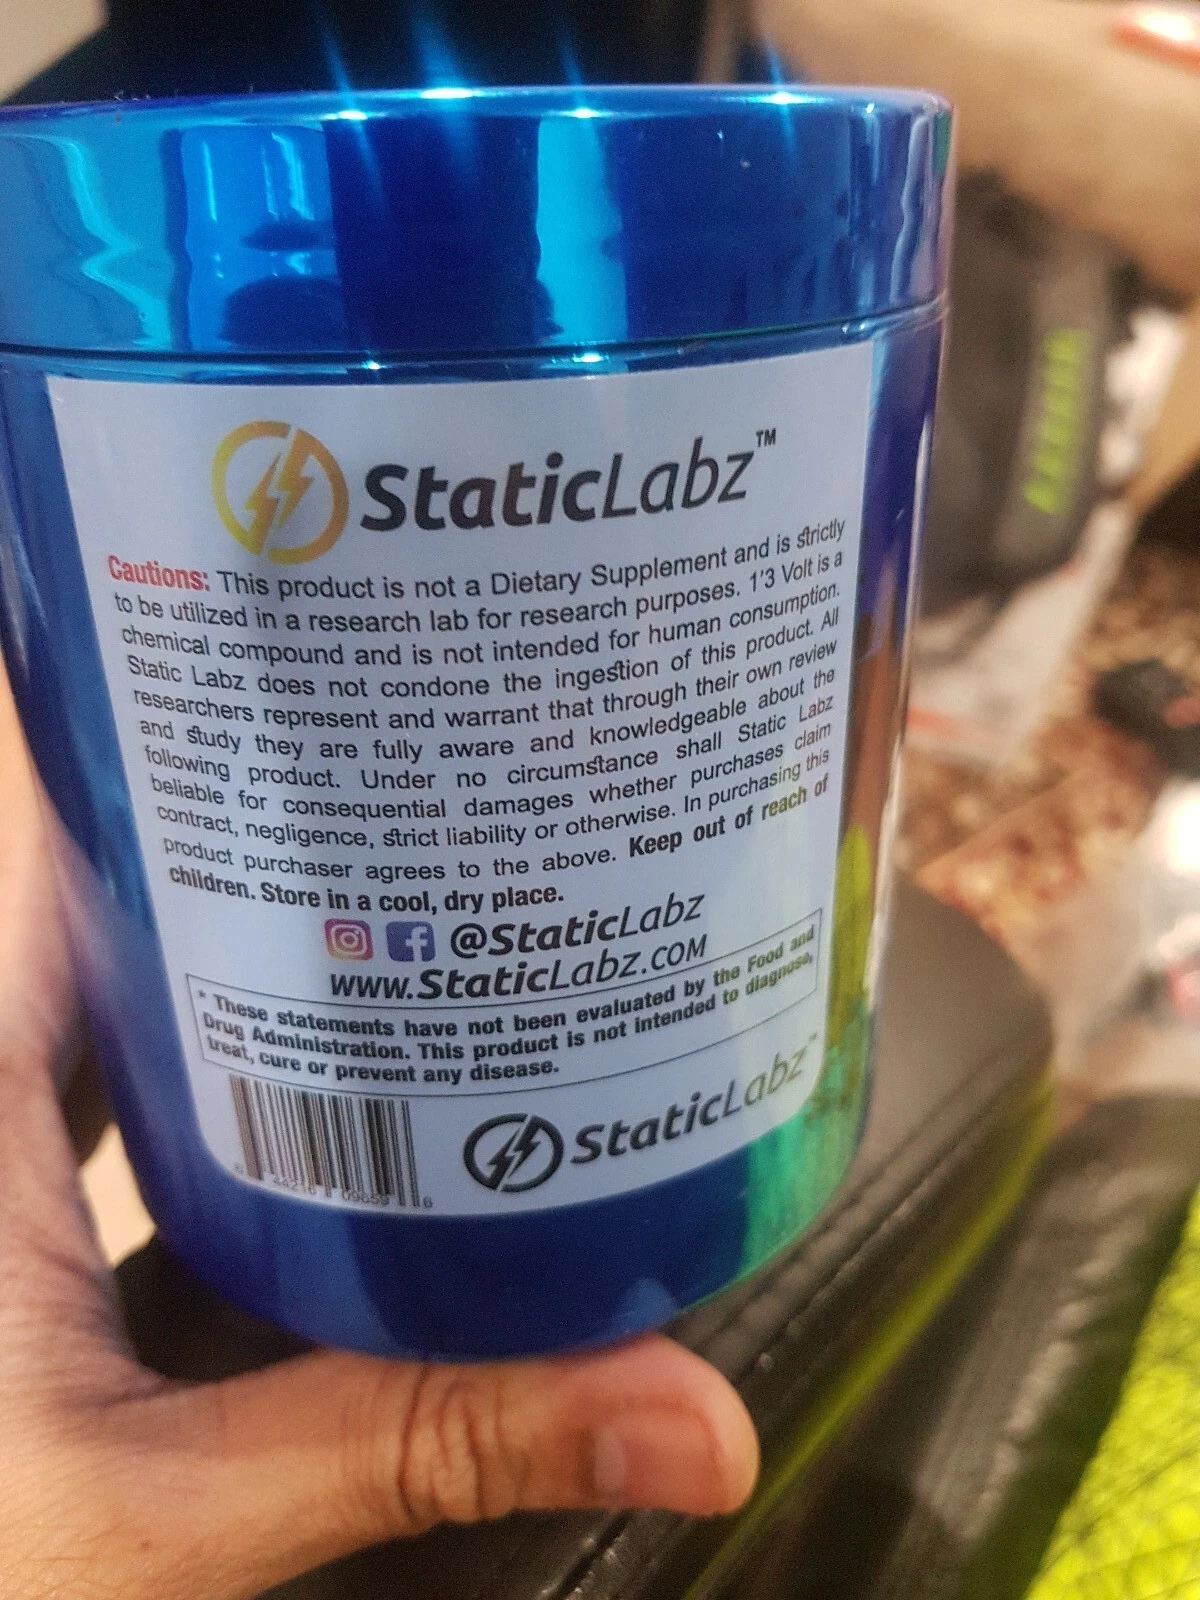 StaticLabz™
Cautions: This product is not a Dietary Supplement and is strictly
to be utilized in a research lab for research purposes. 1'3 Volt is a
chemical compound and is not intended for human consumption.
Static Labz does not condone the ingestion of this product. All
researchers represent and warrant that through their own review
and study they are fully aware and knowledgeable about the
following product. Under no circumstance shall Static Labz
beliable for consequential damages whether purchases claim
contract, negligence, strict liability or otherwise. In purchasing this
product purchaser agrees to the above. Keep out of reach of
children. Store in a cool, dry place.
@StaticLabz
www.StaticLabz.com
* These statements have not been evaluated by the Food and
Drug Administration. This product is not intended to diagnose,
treat, cure or prevent any disease.
StaticLabz™